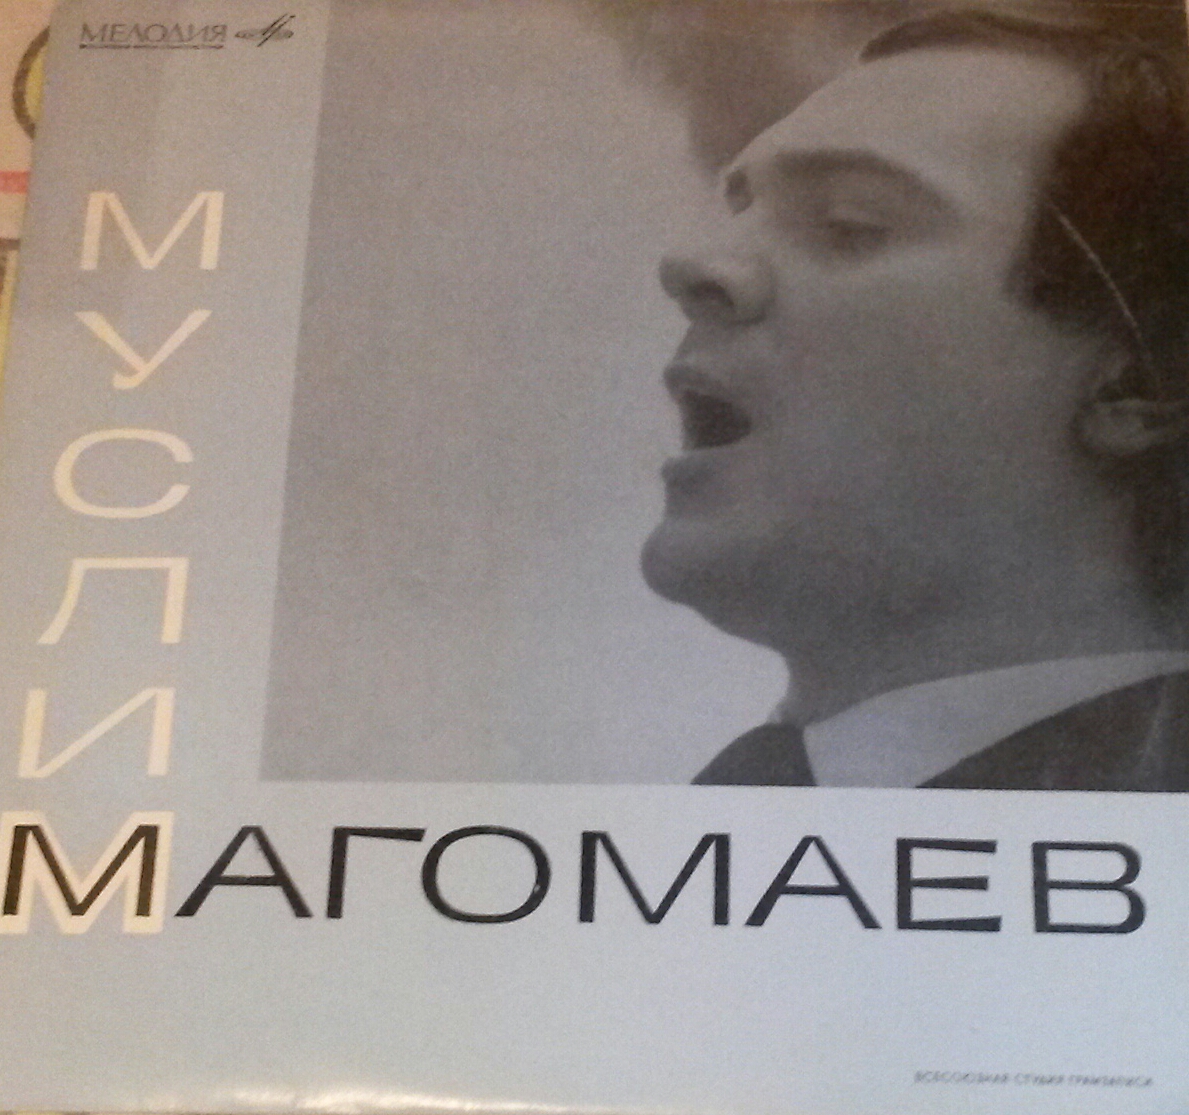 МЕЛОДИЯ
МУСЛИМ
МАГОМАЕВ
ВСЕСОЮЗНАЯ СТУДИЯ ГРАМЗАПИСИ